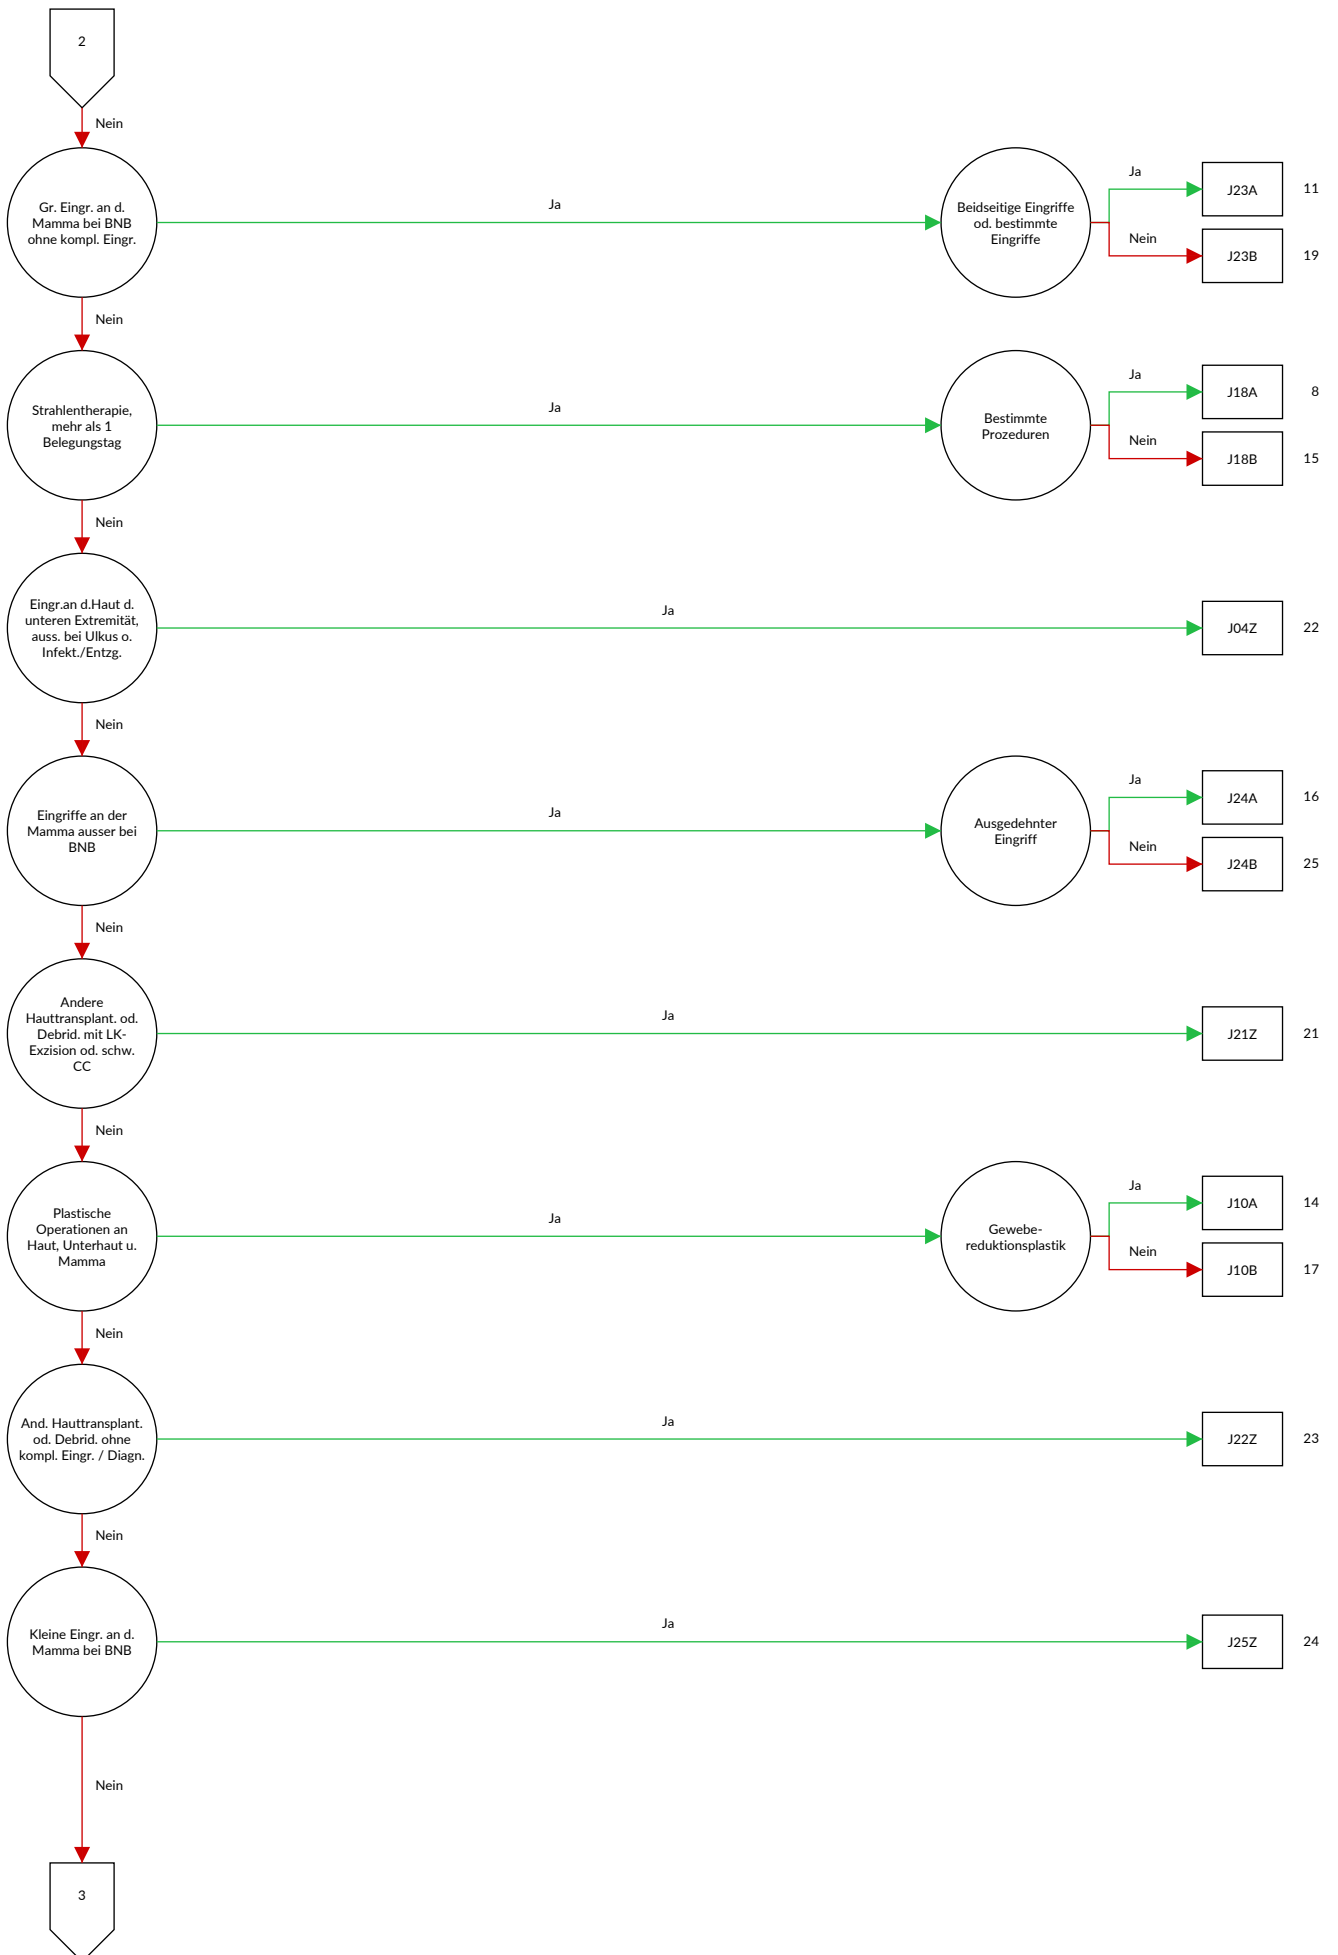 2
Nein
Gr. Eingr. an d.
Mamma bei BNB
ohne kompl. Eingr.
Ja
Beidseitige Eingriffe
od. bestimmte
Eingriffe
Ja
J23A
11
Nein
J23B
19
Nein
Strahlentherapie,
mehr als 1
Belegungstag
Ja
Bestimmte
Prozeduren
Ja
J18A
8
Nein
J18B
15
Nein
Eingr.an d.Haut d.
unteren Extremität,
auss. bei Ulkus o.
Infekt./Entzg.
Ja
J04Z
22
Nein
Eingriffe an der
Mamma ausser bei
BNB
Ja
Ausgedehnter
Eingriff
Ja
J24A
16
Nein
J24B
25
Nein
Andere
Hauttransplant. od.
Debrid. mit LK-
Exzision od. schw.
CC
Ja
J21Z
21
Nein
Plastische
Operationen an
Haut, Unterhaut u.
Mamma
Ja
Gewebe-
reduktionsplastik
Ja
J10A
14
Nein
J10B
17
Nein
And. Hauttransplant.
od. Debrid. ohne
kompl. Eingr. / Diagn.
Ja
J22Z
23
Nein
Kleine Eingr. an d.
Mamma bei BNB
Ja
J25Z
24
Nein
3